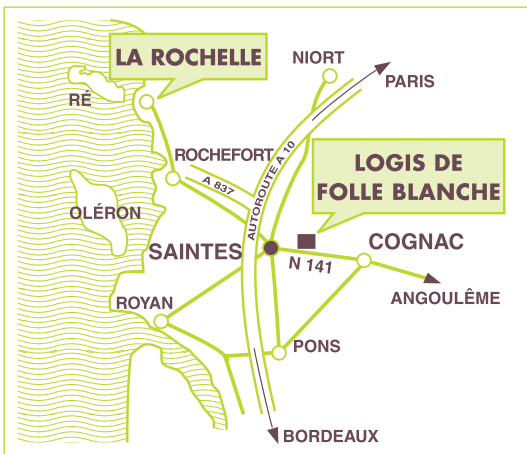 LA ROCHELLE
NIORT
PARIS
RÉ
ROCHEFORT
A 837
AUTOROUTE A 10
LOGIS DE
FOLLE BLANCHE
OLÉRON
SAINTES
COGNAC
N 141
ANGOULÊME
ROYAN
PONS
BORDEAUX